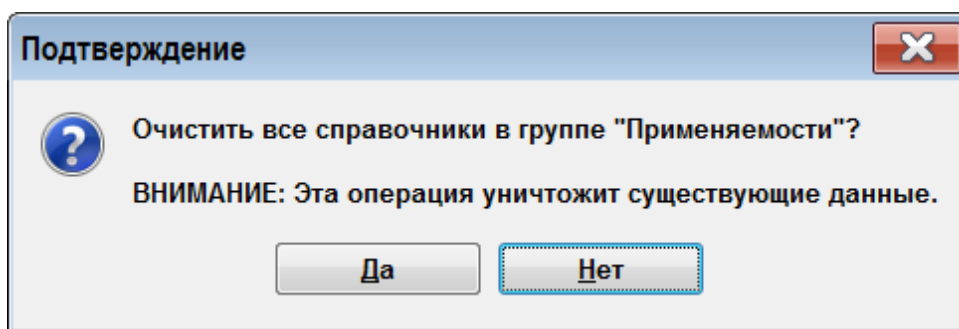 Подтверждение
Очистить все справочники в группе "Применяемости"?
ВНИМАНИЕ: Эта операция уничтожит существующие данные.
Да Нет